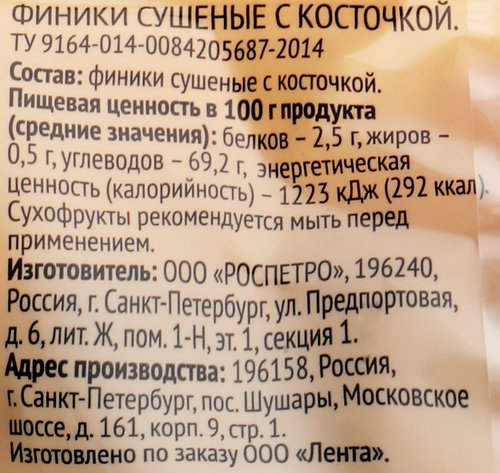 ФИНИКИ СУШЕНЫЕ С КОСТОЧКОЙ.
ТУ 9164-014-0084205687-2014
Состав: финики сушеные с косточкой.
Пищевая ценность в 100 г продукта
(средние значения): белков – 2,5 г, жиров –
0,5 г, углеводов – 69,2 г, энергетическая
ценность (калорийность) – 1223 кДж (292 ккал).
Сухофрукты рекомендуется мыть перед
применением.
Изготовитель: ООО «РОСПЕТРО», 196240,
Россия, г. Санкт-Петербург, ул. Предпортовая,
д. 6, лит. Ж, пом. 1-Н, эт. 1, секция 1.
Адрес производства: 196158, Россия,
г. Санкт-Петербург, пос. Шушары, Московское
шоссе, д. 161, корп. 9, стр. 1.
Изготовлено по заказу ООО «Лента».